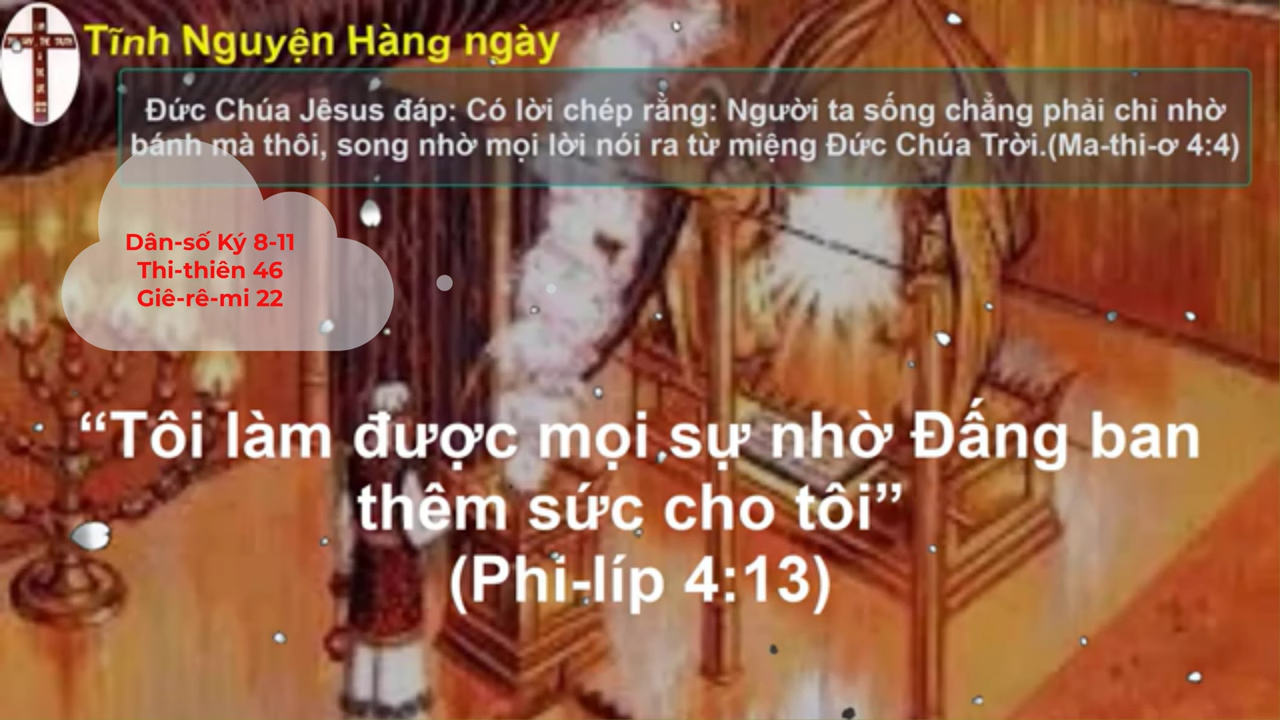 Tĩnh Nguyện Hàng ngày
Đức Chúa Jêsus đáp: Có lời chép rằng: Người ta sống chẳng phải chỉ nhờ
bánh mà thôi, song nhờ mọi lời nói ra từ miệng Đức Chúa Trời.(Ma-thi-ơ 4:4)
Dân-số Ký 8-11
Thi-thiên 46
Giê-rê-mi 22
“Tôi làm được mọi sự nhờ Đấng ban
thêm sức cho tôi”
(Phi-líp 4:13)